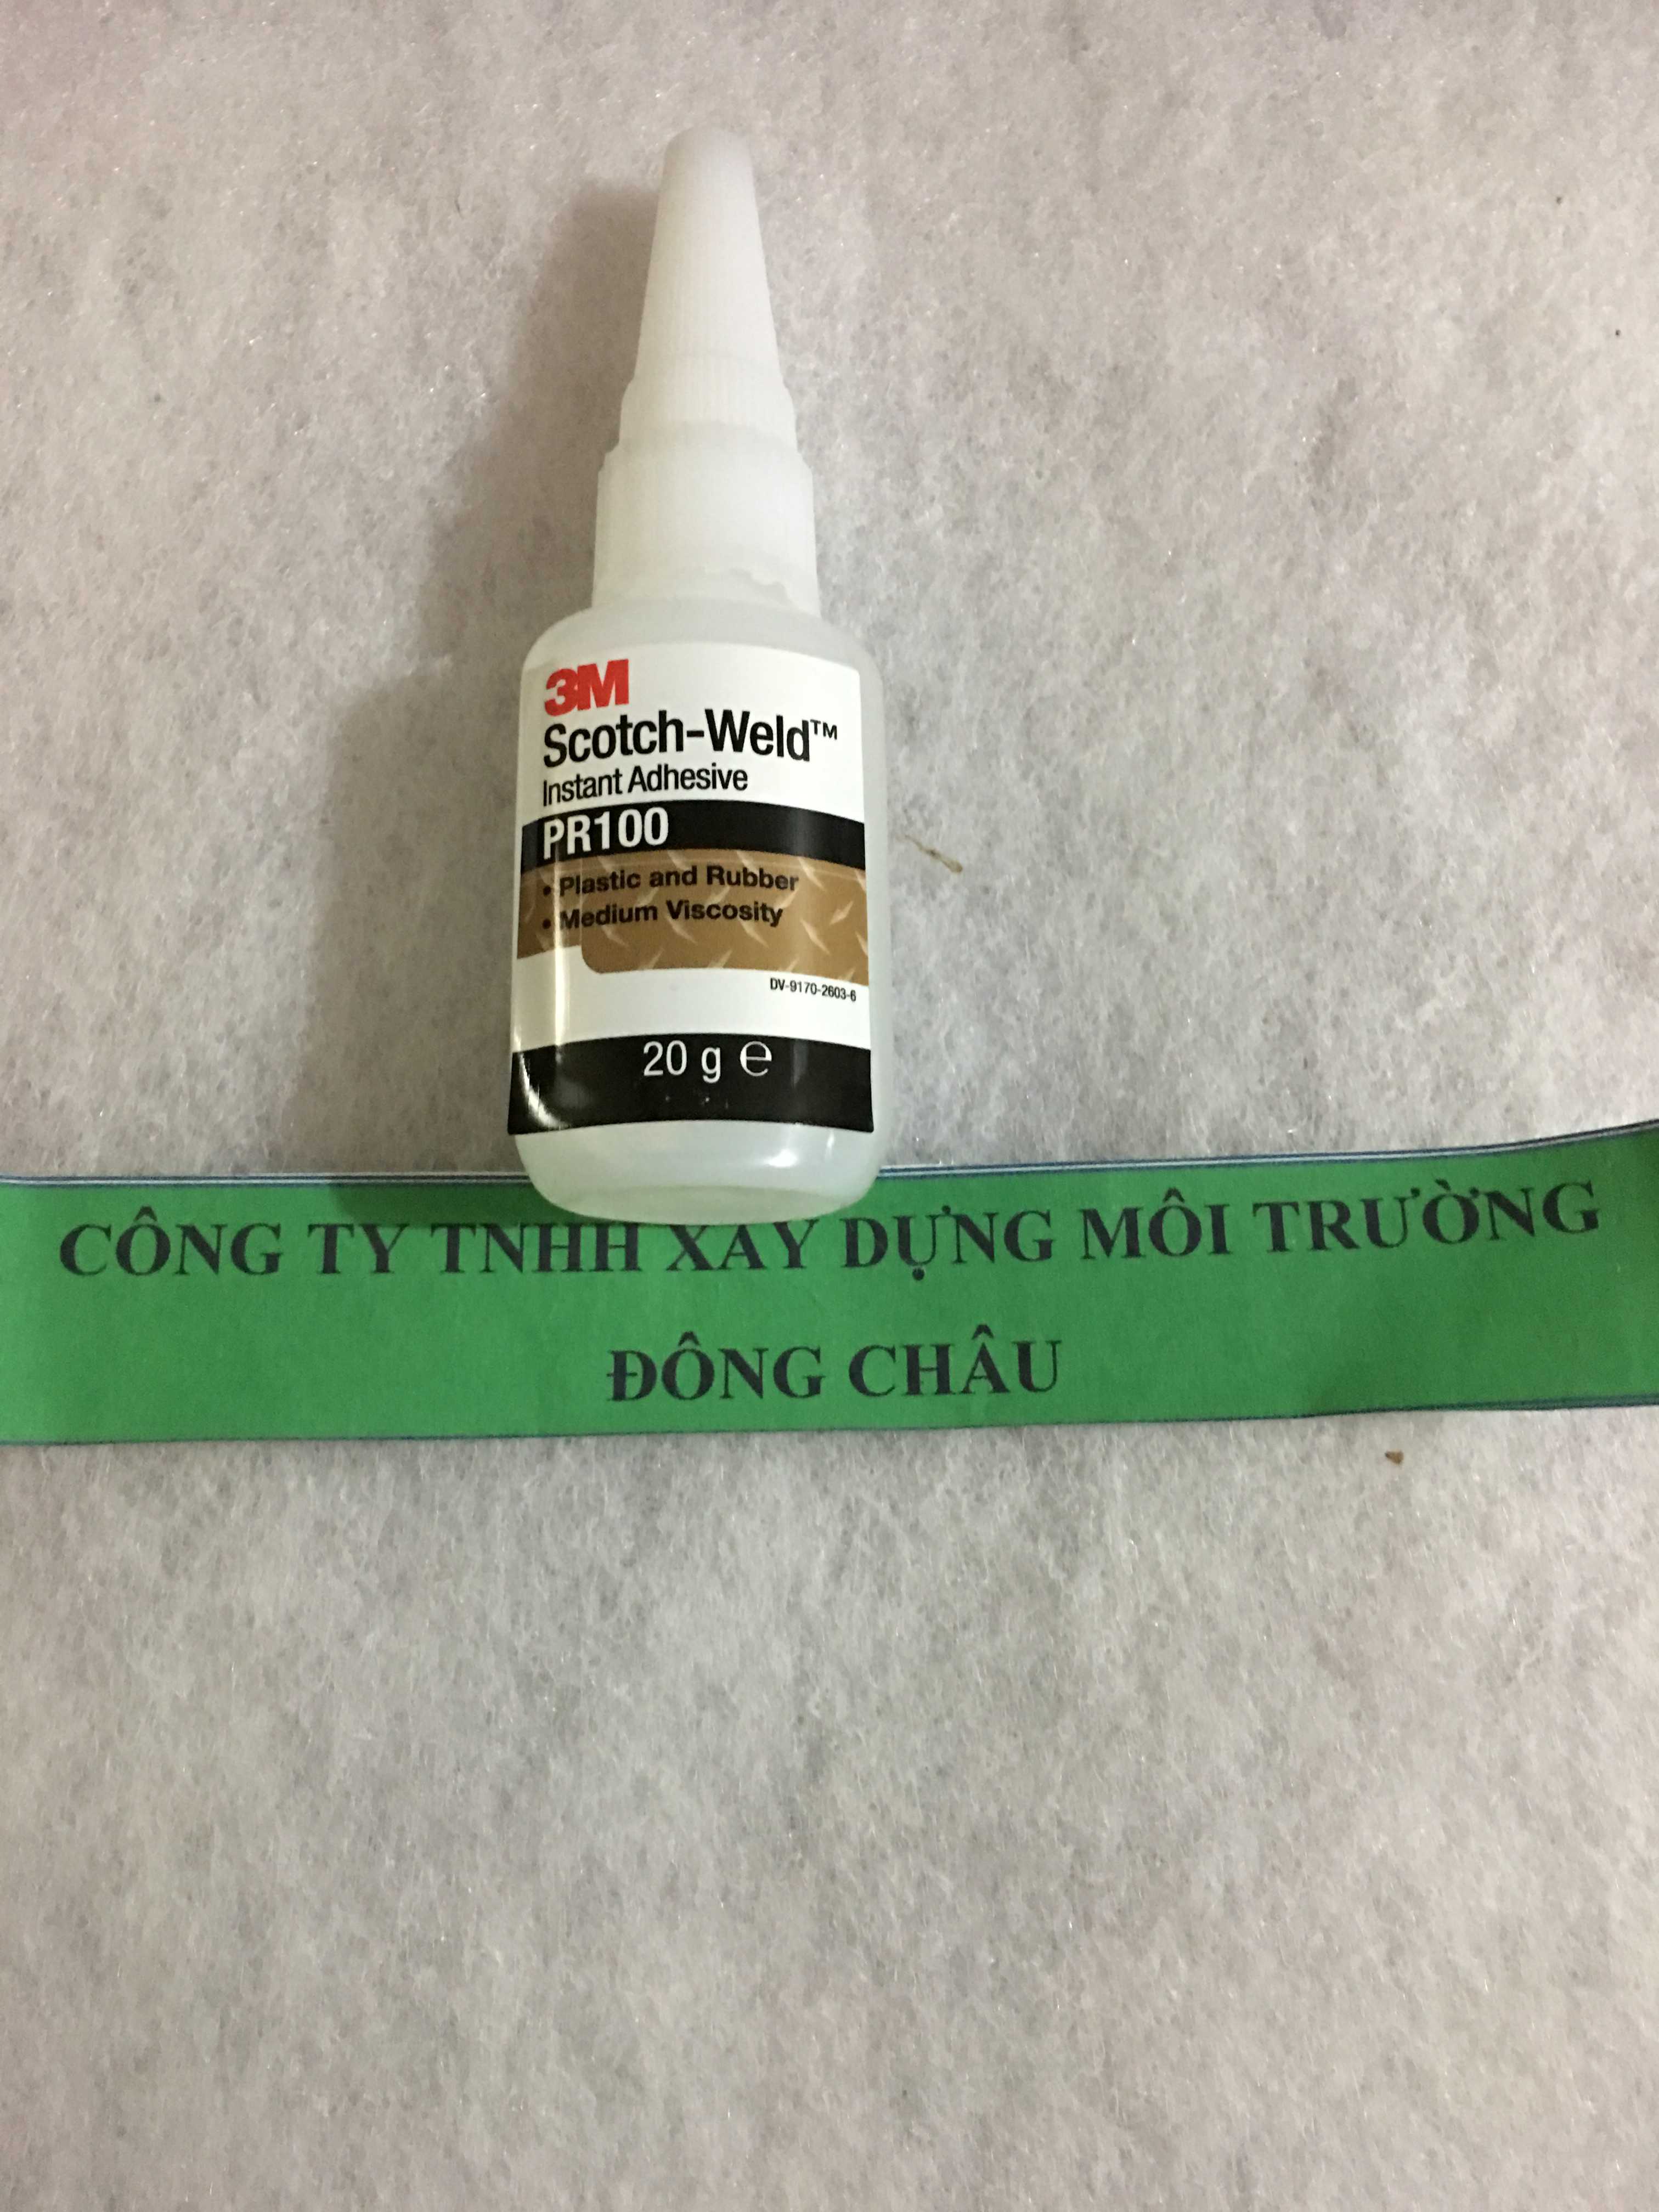 3M
Scotch-Weld™
Instant Adhesive
PR100
• Plastic and Rubber
• Medium Viscosity
DV-9170-2603-6
20 g ℮
CÔNG TY TNHH XÂY DỰNG MÔI TRƯỜNG
ĐÔNG CHÂU